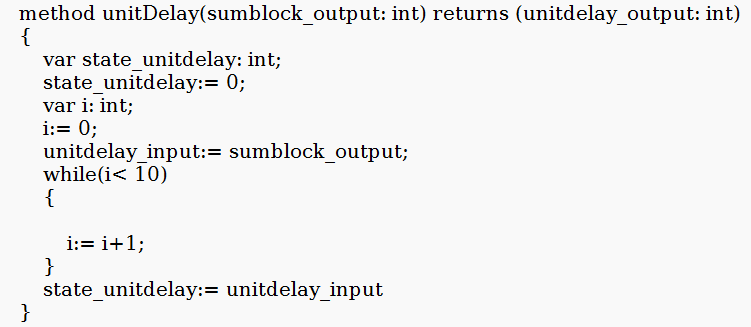 method unitDelay(sumblock_output: int) returns (unitdelay_output: int)
{
var state_unitdelay: int;
state_unitdelay:= 0;
var i: int;
i:= 0;
unitdelay_input:= sumblock_output;
while(i< 10)
{
i:= i+1;
}
state_unitdelay:= unitdelay_input
}